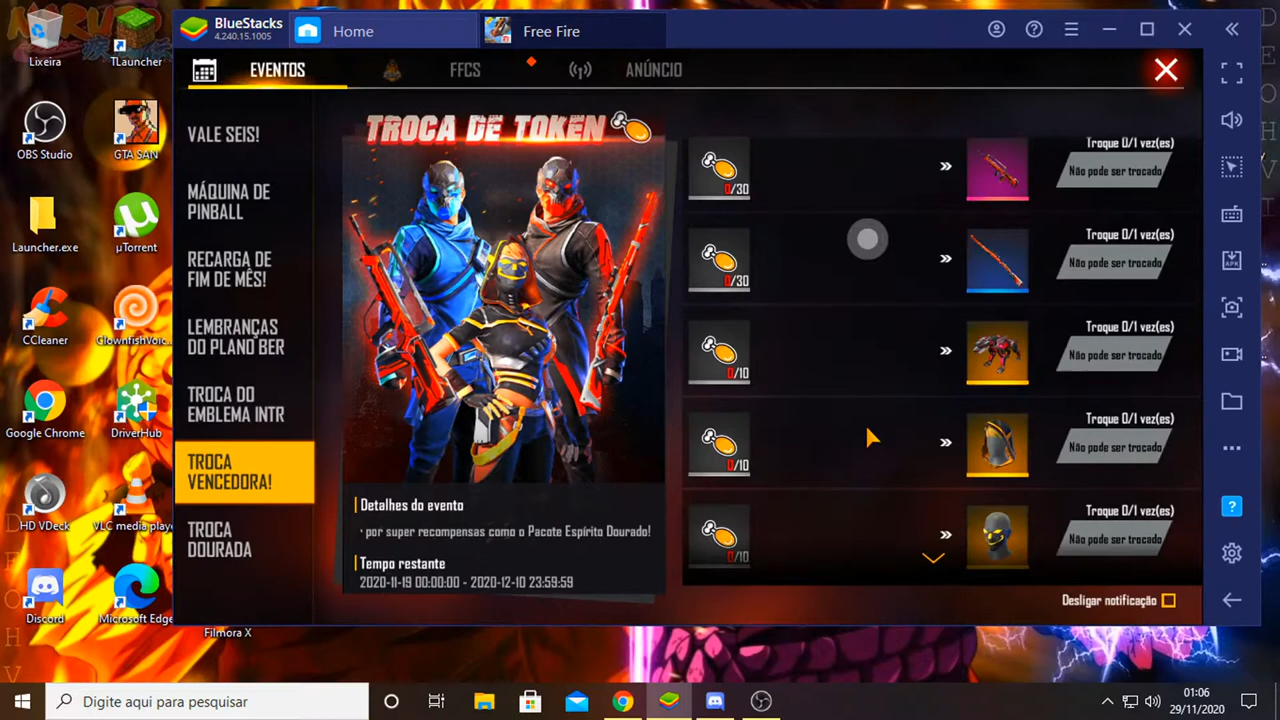 Lixeira
TLauncher
OBS Studio
GTA SAN
Launcher.exe
µTorrent
CCleaner
ClownfishVoic...
Google Chrome
DriverHub
HD VDeck
VLC media playe
Discord
Microsoft Edge
Filmora X
BlueStacks
4.240.15.1005
Home
Free Fire
EVENTOS
FFCS
ANÚNCIO
VALE SEIS!
MÁQUINA DE
PINBALL
RECARGA DE
FIM DE MÊS!
LEMBRANÇAS
DO PLANO BER
TROCA DO
EMBLEMA INTR
TROCA
VENCEDORA!
TROCA
DOURADA
TROCA DE TOKEN
Detalhes do evento
· por super recompensas como o Pacote Espírito Dourado!
Tempo restante
2020-11-19 00:00:00 - 2020-12-10 23:59:59
0/30
Troque 0/1 vez(es)
Não pode ser trocado
0/30
Troque 0/1 vez(es)
Não pode ser trocado
0/10
Troque 0/1 vez(es)
Não pode ser trocado
0/10
Troque 0/1 vez(es)
Não pode ser trocado
0/10
Troque 0/1 vez(es)
Não pode ser trocado
Desligar notificação
APK
Digite aqui para pesquisar
01:06
29/11/2020